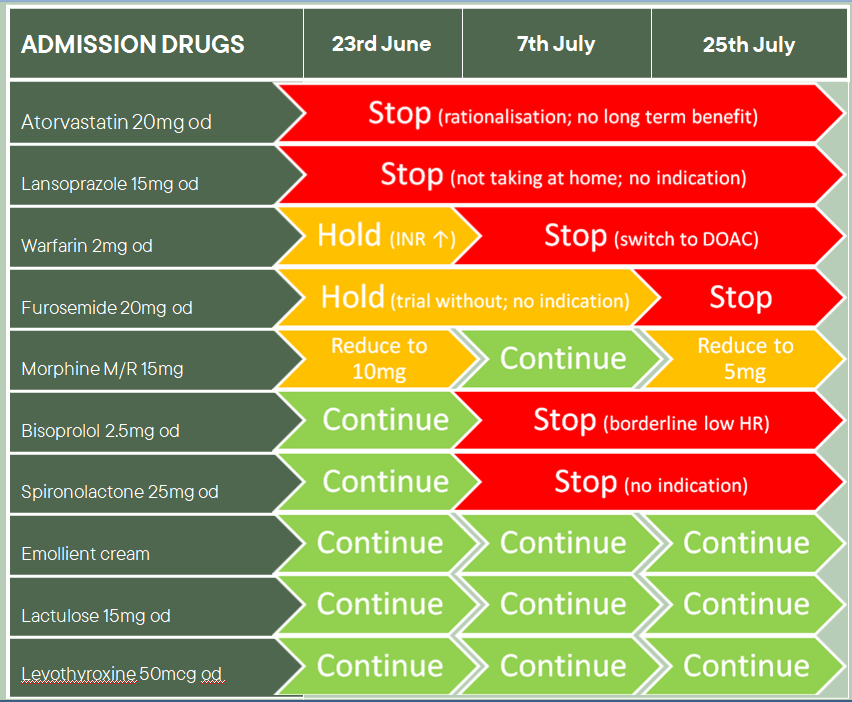 ADMISSION DRUGS 23rd June 7th July 25th July
Atorvastatin 20mg od Stop (rationalisation; no long term benefit)
Lansoprazole 15mg od Stop (not taking at home; no indication)
Warfarin 2mg od Hold (INR ↑) Stop (switch to DOAC)
Furosemide 20mg od Hold (trial without; no indication) Stop
Morphine M/R 15mg Reduce to 10mg Continue Reduce to 5mg
Bisoprolol 2.5mg od Continue Stop (borderline low HR)
Spironolactone 25mg od Continue Stop (no indication)
Emollient cream Continue Continue Continue
Lactulose 15mg od Continue Continue Continue
Levothyroxine 50mcg od Continue Continue Continue